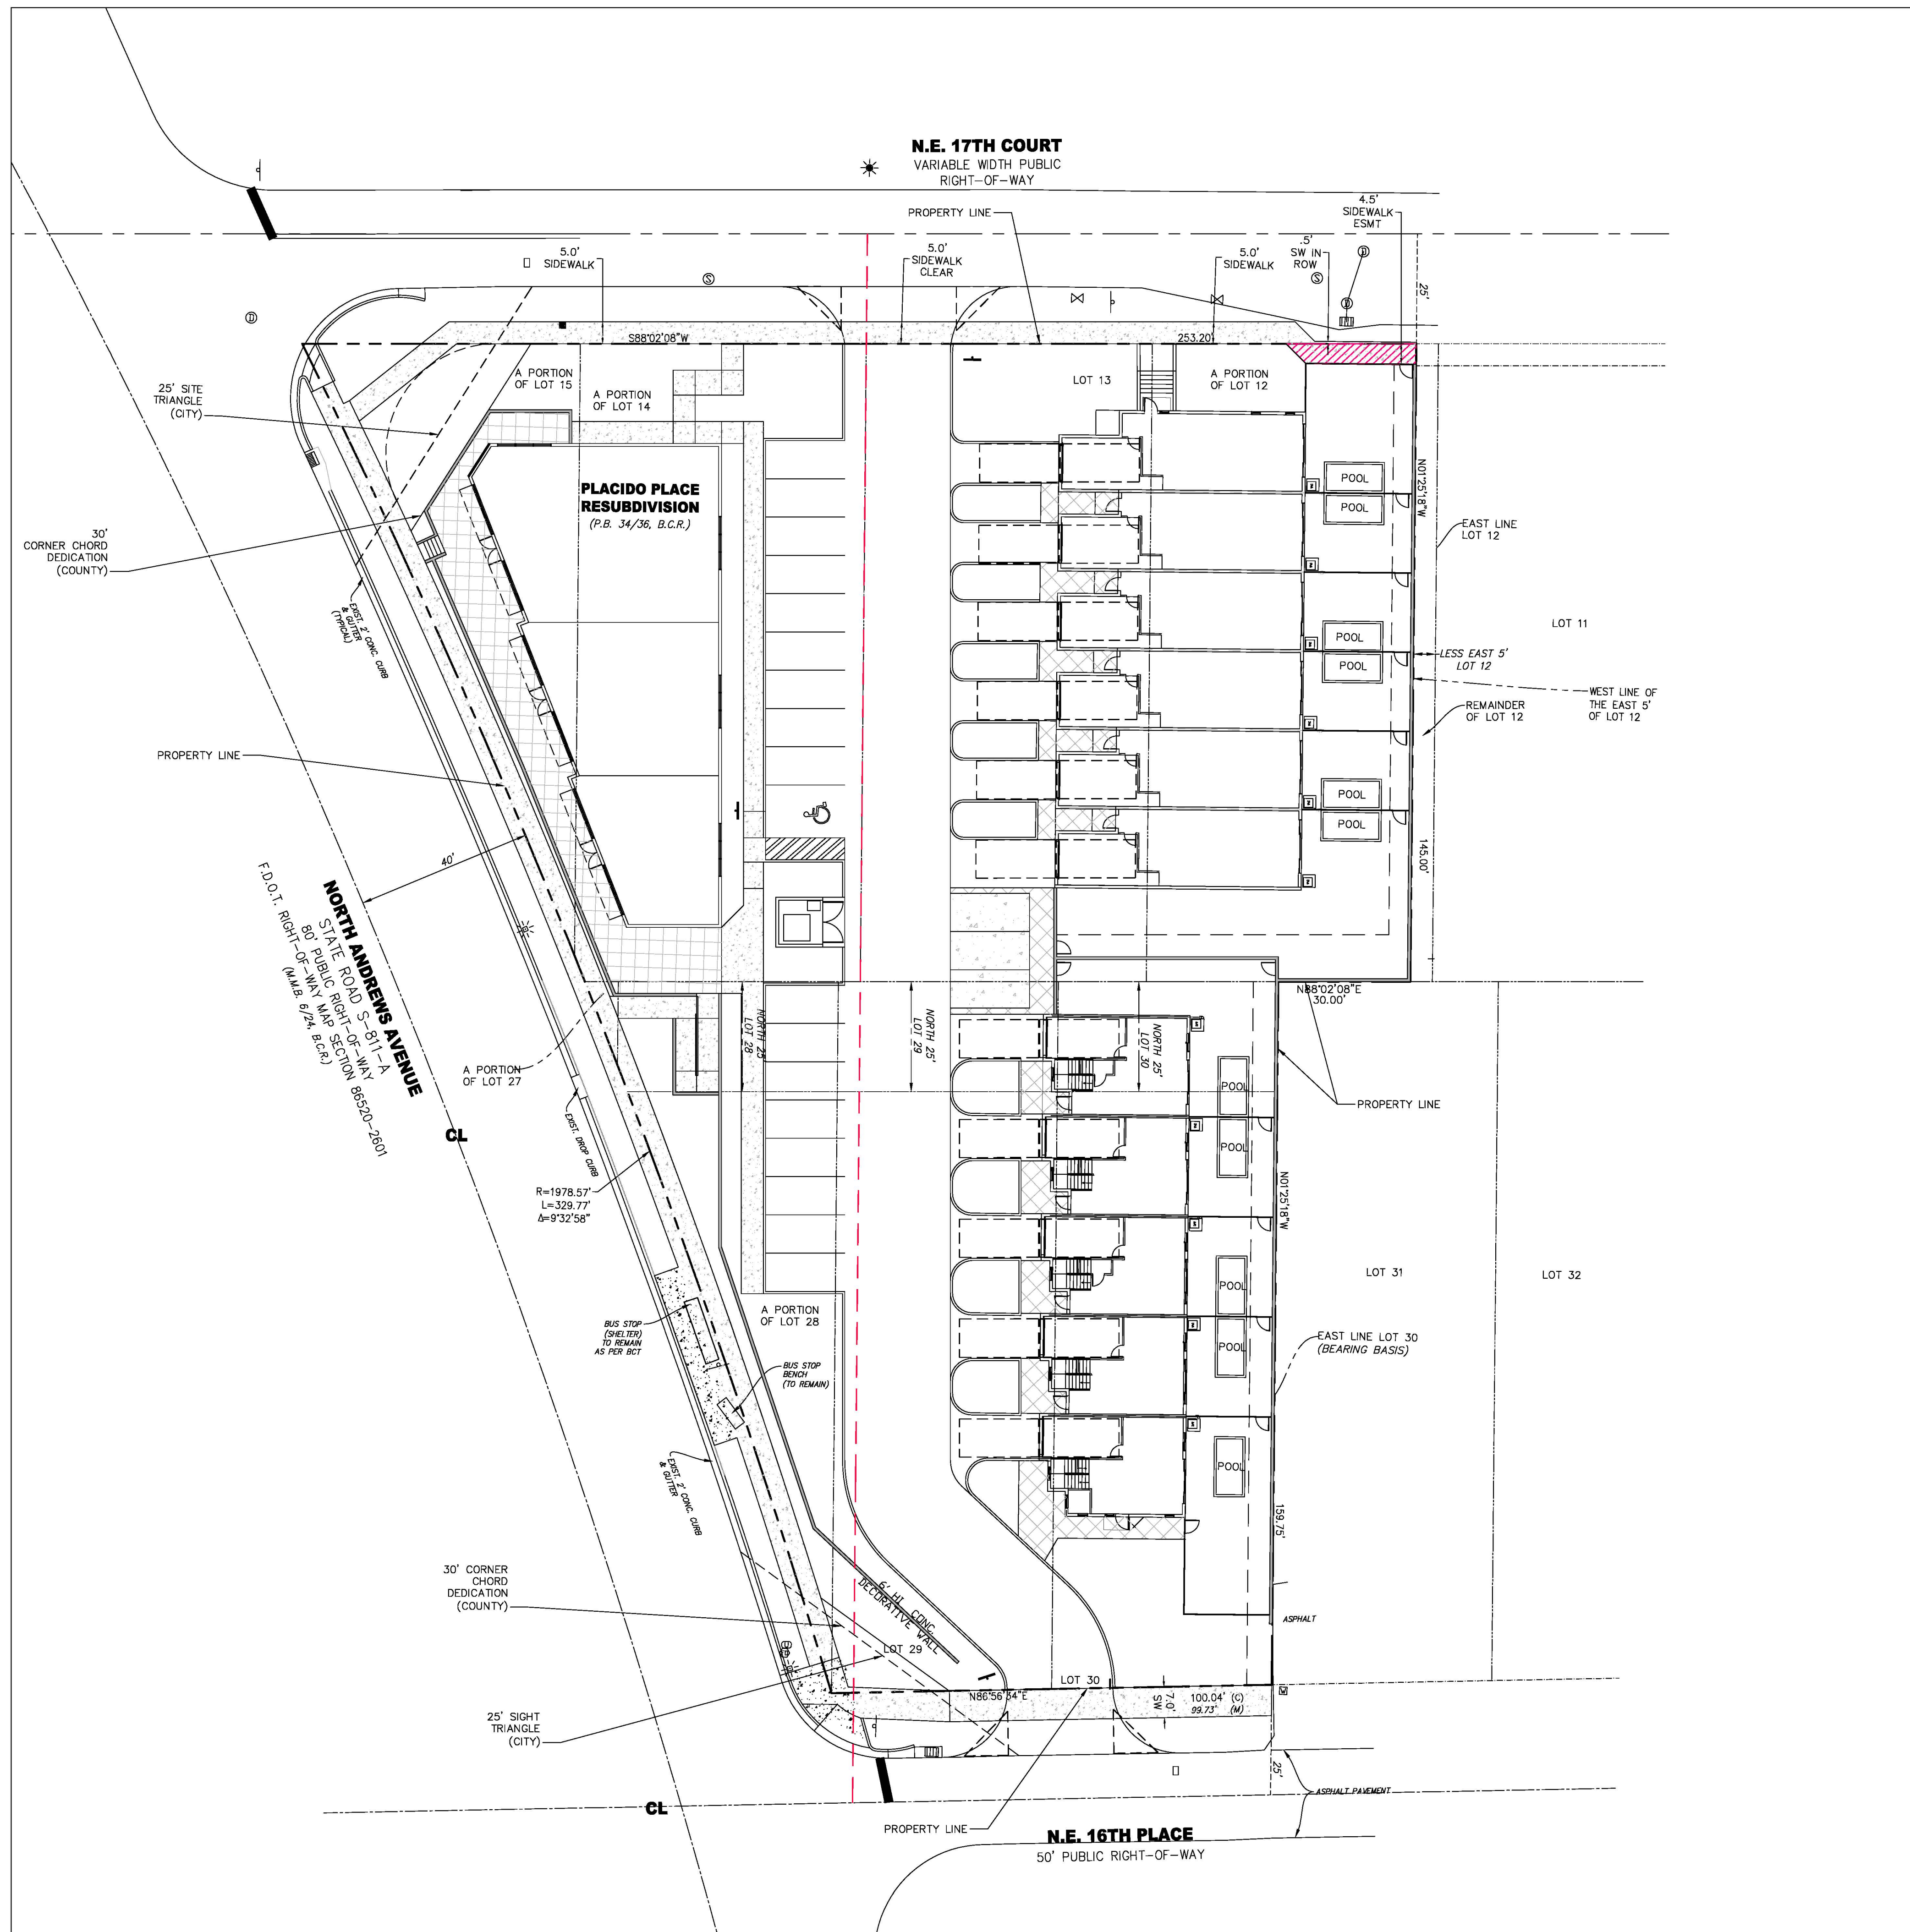 N.E. 17TH COURT
VARIABLE WIDTH PUBLIC
RIGHT-OF-WAY
PROPERTY LINE
4.5'
SIDEWALK
ESMT
5.0'
SIDEWALK
5.0'
SIDEWALK
CLEAR
5.0'
SIDEWALK
.5'
SW IN
ROW
D
S
S
D
D
25'
S88°02'08"W
253.20'
25' SITE
TRIANGLE
(CITY)
A PORTION
OF LOT 15
A PORTION
OF LOT 14
LOT 13
A PORTION
OF LOT 12
PLACIDO PLACE
RESUBDIVISION
(P.B. 34/36, B.C.R.)
POOL
POOL
N01°25'18"W
EAST LINE
LOT 12
30'
CORNER CHORD
DEDICATION
(COUNTY)
EXIST. 2' CONC. CURB
& GUTTER
(TYPICAL)
LOT 11
POOL
POOL
LESS EAST 5'
LOT 12
WEST LINE OF
THE EAST 5'
OF LOT 12
REMAINDER
OF LOT 12
PROPERTY LINE
POOL
POOL
145.00'
40'
NORTH ANDREWS AVENUE
STATE ROAD S-811-A
80' PUBLIC RIGHT-OF-WAY
F.D.O.T. RIGHT-OF-WAY MAP SECTION 86520-2601
(M.M.B. 6/24, B.C.R.)
N88°02'08"E
30.00'
NORTH 25'
LOT 28
NORTH 25'
LOT 29
NORTH 25'
LOT 30
A PORTION
OF LOT 27
POOL
PROPERTY LINE
CL
EXIST. DROP CURB
POOL
R=1978.57'
L=329.77'
Δ=9°32'58"
N01°25'18"W
POOL
LOT 31
LOT 32
A PORTION
OF LOT 28
BUS STOP
(SHELTER)
TO REMAIN
AS PER BCT
POOL
EAST LINE LOT 30
(BEARING BASIS)
BUS STOP
BENCH
(TO REMAIN)
POOL
EXIST. 2' CONC. CURB
& GUTTER
159.75'
30' CORNER
CHORD
DEDICATION
(COUNTY)
6' HI. CONC.
DECORATIVE WALL
ASPHALT
LOT 29
LOT 30
N86°56'34"E
7.0'
SW
100.04' (C)
99.73' (M)
25' SIGHT
TRIANGLE
(CITY)
25'
ASPHALT PAVEMENT
CL
PROPERTY LINE
N.E. 16TH PLACE
50' PUBLIC RIGHT-OF-WAY